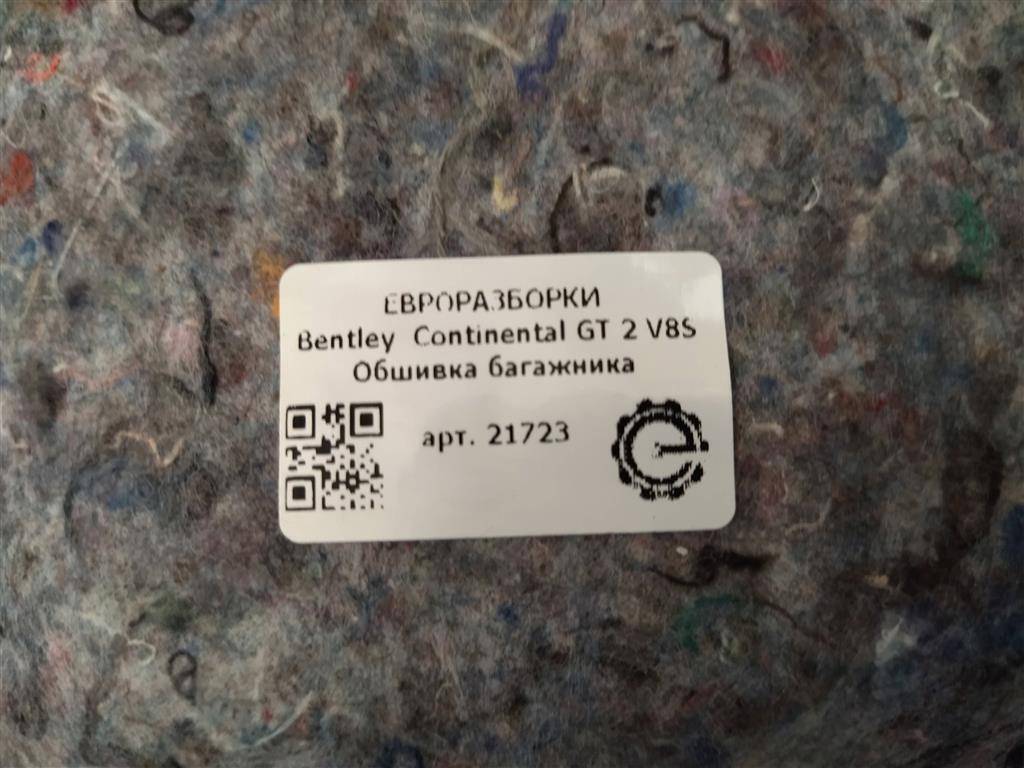 ЕВРОРАЗБОРКИ
Bentley Continental GT 2 V8S
Обшивка багажника
арт. 21723